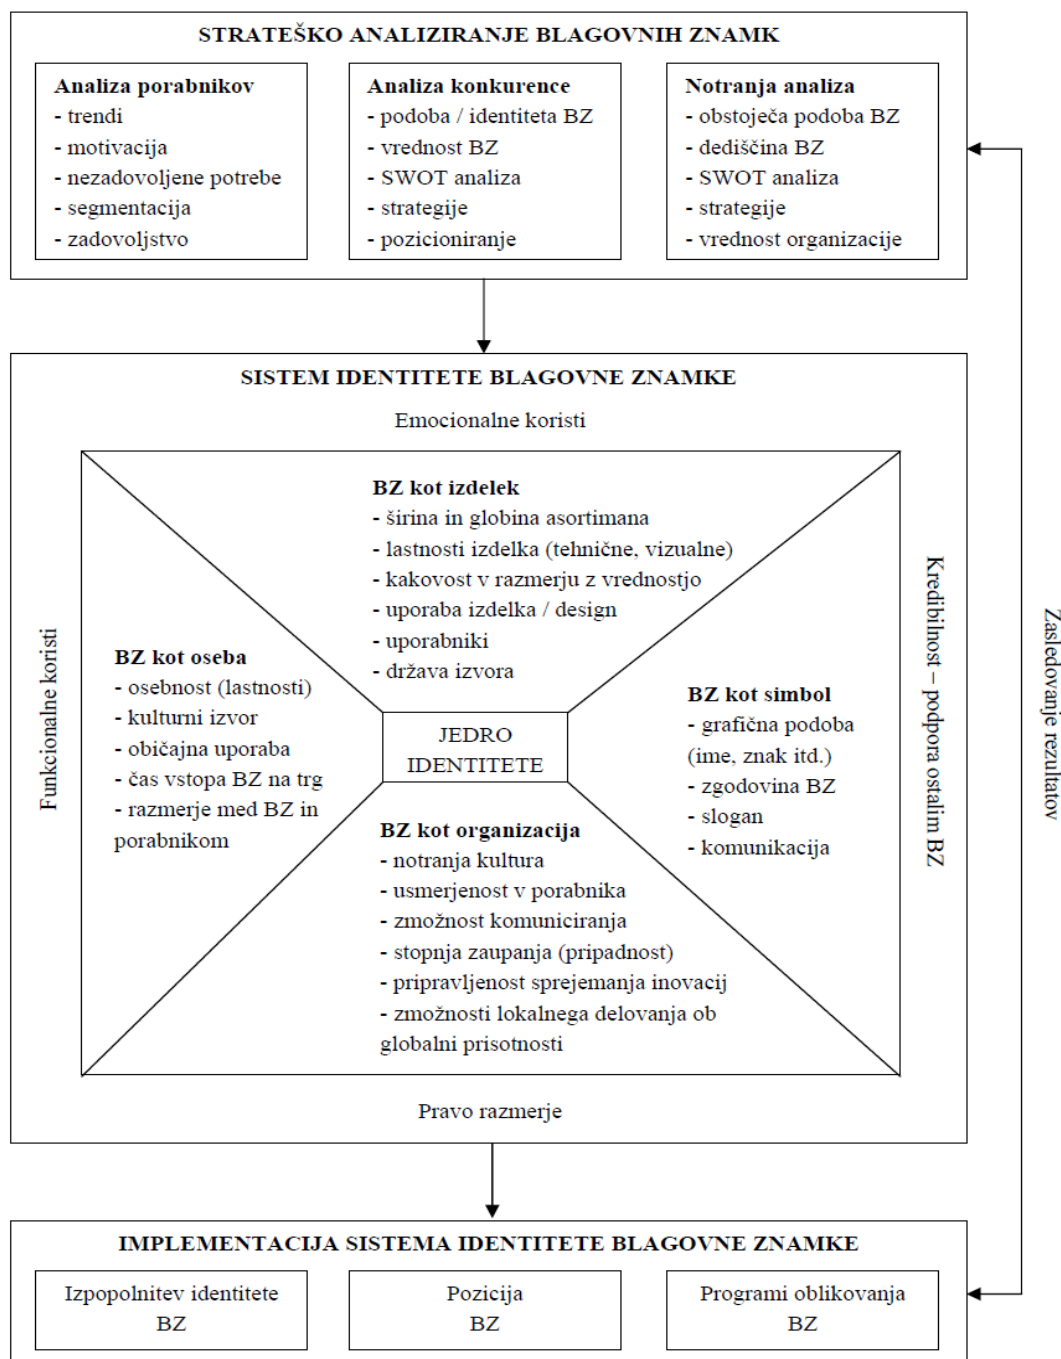 STRATEŠKO ANALIZIRANJE BLAGOVNIH ZNAMK
Analiza porabnikov
- trendi
- motivacija
- nezadovoljene potrebe
- segmentacija
- zadovoljstvo
Analiza konkurence
- podoba / identiteta BZ
- vrednost BZ
- SWOT analiza
- strategije
- pozicioniranje
Notranja analiza
- obstoječa podoba BZ
- dediščina BZ
- SWOT analiza
- strategije
- vrednost organizacije
SISTEM IDENTITETE BLAGOVNE ZNAMKE
Emocionalne koristi
BZ kot izdelek
- širina in globina asortimana
- lastnosti izdelka (tehnične, vizualne)
- kakovost v razmerju z vrednostjo
- uporaba izdelka / design
- uporabniki
- država izvora
Funkcionalne koristi
BZ kot oseba
- osebnost (lastnosti)
- kulturni izvor
- običajna uporaba
- čas vstopa BZ na trg
- razmerje med BZ in
porabnikom
JEDRO
IDENTITETE
BZ kot simbol
- grafična podoba
(ime, znak itd.)
- zgodovina BZ
- slogan
- komunikacija
Kredibilnost – podpora ostalim BZ
Zasledovanje rezultatov
BZ kot organizacija
- notranja kultura
- usmerjenost v porabnika
- zmožnost komuniciranja
- stopnja zaupanja (pripadnost)
- pripravljenost sprejemanja inovacij
- zmožnosti lokalnega delovanja ob
globalni prisotnosti
Pravo razmerje
IMPLEMENTACIJA SISTEMA IDENTITETE BLAGOVNE ZNAMKE
Izpopolnitev identitete
BZ
Pozicija
BZ
Programi oblikovanja
BZ